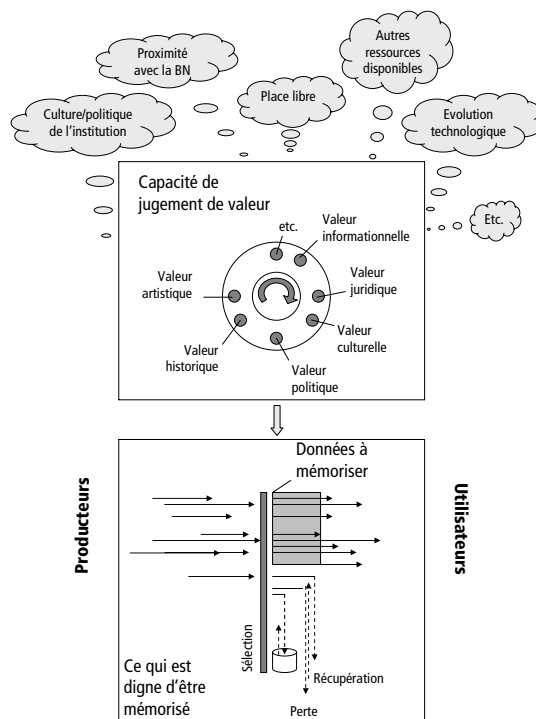 Autres
ressources
disponibles
Proximité
avec la BN
Place libre
Culture/politique
de l'institution
Evolution
technologique
Etc.
Capacité de
jugement de valeur
etc.
Valeur
informationnelle
Valeur
artistique
Valeur
juridique
Valeur
historique
Valeur
culturelle
Valeur
politique
Données à
mémoriser
Producteurs
Utilisateurs
Sélection
Récupération
Ce qui est
digne d'être
mémorisé
Perte